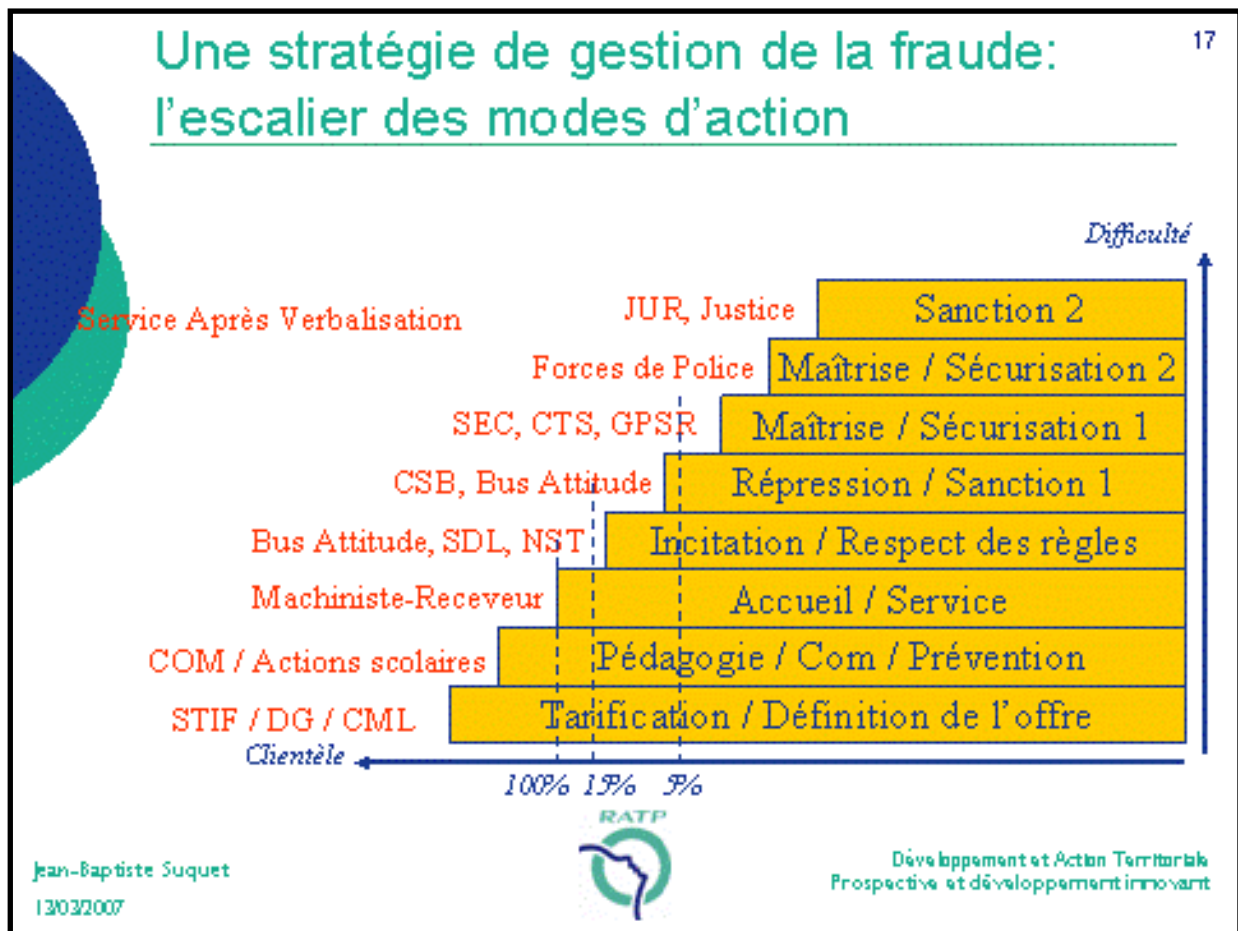 Une stratégie de gestion de la fraude:
l'escalier des modes d'action
17
Difficulté
Service Après Verbalisation
JUR, Justice
Sanction 2
Forces de Police
Maîtrise / Sécurisation 2
SEC, CTS, GPSR
Maîtrise / Sécurisation 1
CSB, Bus Attitude
Répression / Sanction 1
Bus Attitude, SDL, NST
Incitation / Respect des règles
Machiniste-Receveur
Accueil / Service
COM / Actions scolaires
Pédagogie / Com / Prévention
STIF / DG / CML
Tarification / Définition de l'offre
Clientèle
100% 15% 5%
RATP
Jean-Baptiste Suquet
13/03/2007
Développement et Action Territoriale
Prospective et développement innovant